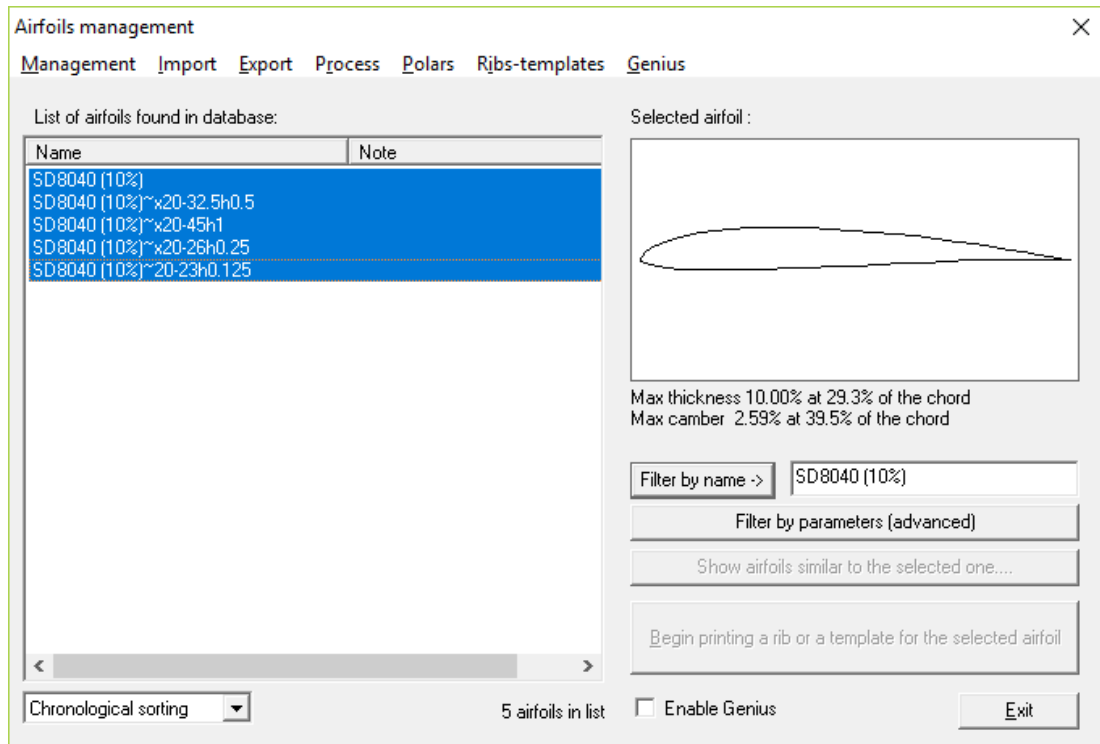 Airfoils management
Management Import Export Process Polars Ribs-templates Genius
List of airfoils found in database:
Name Note
SD8040 (10%)
SD8040 (10%)~x20-32.5h0.5
SD8040 (10%)~x20-45h1
SD8040 (10%)~x20-26h0.25
SD8040 (10%)~20-23h0.125
Chronological sorting
5 airfoils in list
Selected airfoil :
Max thickness 10.00% at 29.3% of the chord
Max camber 2.59% at 39.5% of the chord
Filter by name -> SD8040 (10%)
Filter by parameters (advanced)
Show airfoils similar to the selected one....
Begin printing a rib or a template for the selected airfoil
Enable Genius
Exit